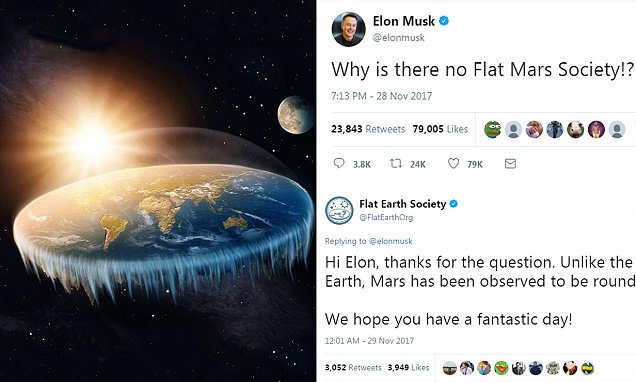 Elon Musk
@elonmusk
Why is there no Flat Mars Society!?
7:13 PM - 28 Nov 2017
23,843 Retweets 79,005 Likes
3.8K 24K 79K
Flat Earth Society
@FlatEarthOrg
Replying to @elonmusk
Hi Elon, thanks for the question. Unlike the
Earth, Mars has been observed to be round
We hope you have a fantastic day!
12:01 AM - 29 Nov 2017
3,052 Retweets 3,949 Likes